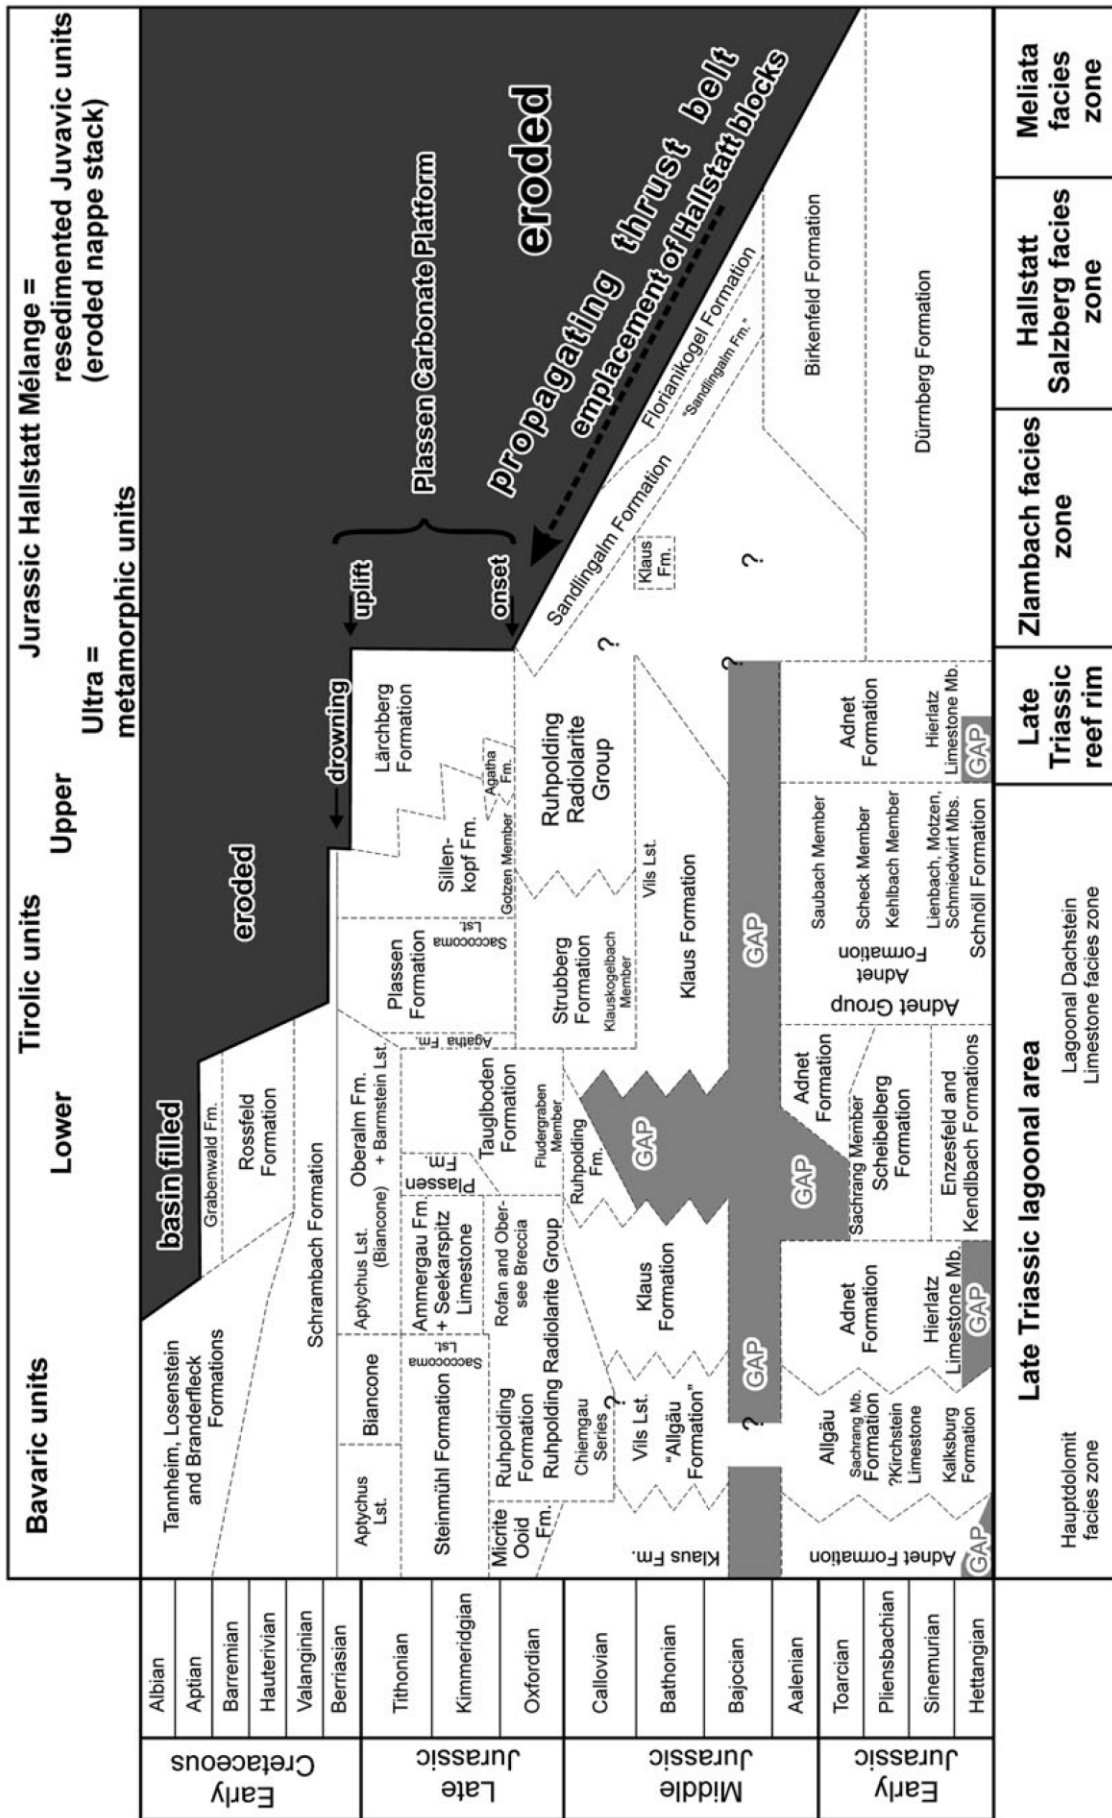 Bavaric units
Tirolic units
Lower
Upper
Ultra =
metamorphic units
Jurassic Hallstatt Mélange =
resedimented Juvavic units
(eroded nappe stack)
Early
Cretaceous
Albian
Aptian
Barremian
Hauterivian
Valanginian
Berriasian
Late
Jurassic
Tithonian
Kimmeridgian
Oxfordian
Middle
Jurassic
Callovian
Bathonian
Bajocian
Aalenian
Early
Jurassic
Toarcian
Pliensbachian
Sinemurian
Hettangian
basin filled
eroded
drowning
uplift
onset
Plassen Carbonate Platform
eroded
propagating thrust belt
emplacement of Hallstatt blocks
Tannheim, Losenstein
and Branderfleck
Formations
Grabenwald Fm.
Rossfeld
Formation
Schrambach Formation
Aptychus
Lst.
Biancone
Aptychus Lst.
(Biancone)
Oberalm Fm.
+ Barmstein Lst.
Steinmühl Formation
Saccocoma
Lst.
Ammergau Fm.
+ Seekarspitz
Limestone
Plassen
Fm.
Tauglboden
Formation
Fludergraben
Member
Agatha Fm.
Plassen
Formation
Saccocoma
Lst.
Sillen-
kopf Fm.
Gotzen Member
Lärchberg
Formation
Agatha
Fm.
Micrite
Ooid
Fm.
Ruhpolding
Formation
Rofan and Ober-
see Breccia
Ruhpolding Radiolarite Group
Chiemgau
Series
?
Ruhpolding
Fm.
Strubberg
Formation
Klauskogelbach
Member
Ruhpolding
Radiolarite
Group
?
Sandlingalm Formation
Florianikogel Formation
"Sandlingalm Fm."
Klaus
Fm.
Klaus Fm.
Vils Lst.
"Allgäu
Formation"
Klaus
Formation
GAP
Vils Lst.
Klaus Formation
?
GAP
?
GAP
GAP
?
Birkenfeld Formation
Dürrnberg Formation
Adnet Formation
GAP
Allgäu
Sachrang Mb.
Formation
?Kirchstein
Limestone
Kalksburg
Formation
Adnet
Formation
Hierlatz
Limestone Mb.
GAP
Adnet
Formation
Sachrang Member
Scheibelberg
Formation
Enzesfeld and
Kendlbach Formations
Adnet Group
Adnet
Formation
Saubach Member
Scheck Member
Kehlbach Member
Lienbach, Motzen,
Schmiedwirt Mbs.
Schnöll Formation
Adnet
Formation
Hierlatz
Limestone Mb.
GAP
Late Triassic lagoonal area
Hauptdolomit
facies zone
Lagoonal Dachstein
Limestone facies zone
Late
Triassic
reef rim
Zlambach facies
zone
Hallstatt
Salzberg facies
zone
Meliata
facies
zone